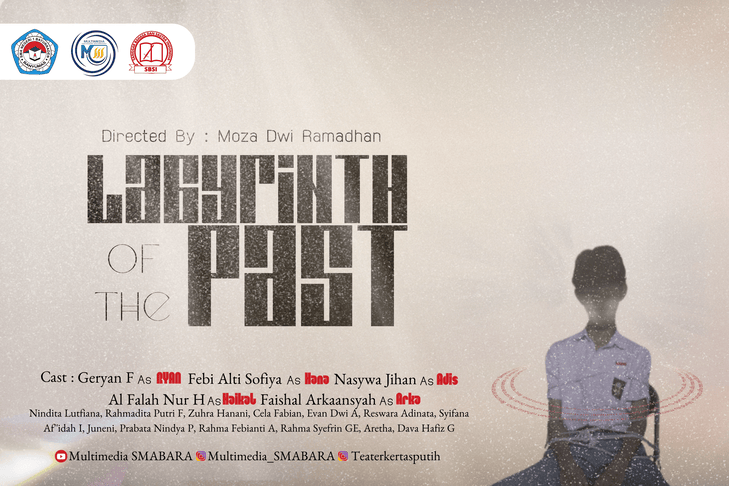 MULTIMEDIA
SBSI
Directed By : Moza Dwi Ramadhan
LABYRINTH
OF THE PAST
Cast : Geryan F As RYAN Febi Alti Sofiya As Hana Nasywa Jihan As Adis
Al Falah Nur H As Haikal Faishal Arkaansyah As Arka
Nindita Lutfiana, Rahmadita Putri F, Zuhra Hanani, Cela Fabian, Evan Dwi A, Reswara Adinata, Syifana
Af'idah I, Juneni, Prabata Nindya P, Rahma Febianti A, Rahma Syefrin GE, Aretha, Dava Hafiz G
Multimedia SMABARA Multimedia_SMABARA Teaterkertasputih